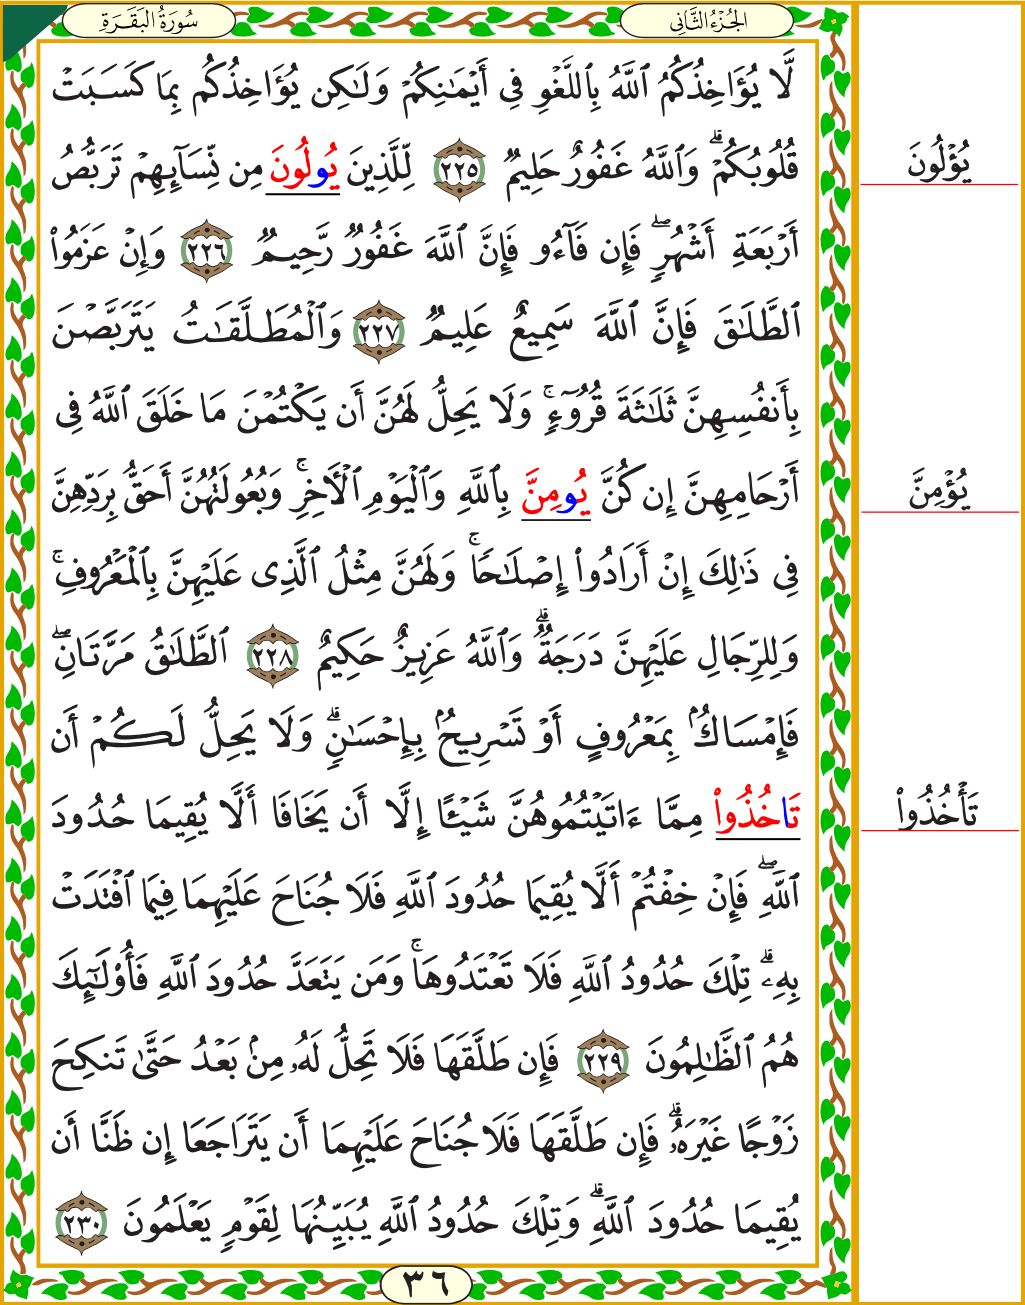 الجُزْءُ الثَّانِي
سُورَةُ الْبَقَرَةِ
لَّا يُؤَاخِذُكُمُ ٱللَّهُ بِٱللَّغْوِ فِىٓ أَيْمَـٰنِكُمْ وَلَـٰكِن يُؤَاخِذُكُم بِمَا كَسَبَتْ
قُلُوبُكُمْ ۗ وَٱللَّهُ غَفُورٌ حَلِيمٌ ٢٢٥ لِّلَّذِينَ يُولُونَ مِن نِّسَآئِهِمْ تَرَبُّصُ
أَرْبَعَةِ أَشْهُرٍ ۖ فَإِن فَآءُو فَإِنَّ ٱللَّهَ غَفُورٌ رَّحِيمٌ ٢٢٦ وَإِنْ عَزَمُوا۟
ٱلطَّلَـٰقَ فَإِنَّ ٱللَّهَ سَمِيعٌ عَلِيمٌ ٢٢٧ وَٱلْمُطَلَّقَـٰتُ يَتَرَبَّصْنَ
بِأَنفُسِهِنَّ ثَلَـٰثَةَ قُرُوٓءٍ ۚ وَلَا يَحِلُّ لَهُنَّ أَن يَكْتُمْنَ مَا خَلَقَ ٱللَّهُ فِىٓ
أَرْحَامِهِنَّ إِن كُنَّ يُومِنَّ بِٱللَّهِ وَٱلْيَوْمِ ٱلْـَٔاخِرِ ۚ وَبُعُولَتُهُنَّ أَحَقُّ بِرَدِّهِنَّ
فِى ذَٰلِكَ إِنْ أَرَادُوٓا۟ إِصْلَـٰحًا ۚ وَلَهُنَّ مِثْلُ ٱلَّذِى عَلَيْهِنَّ بِٱلْمَعْرُوفِ ۚ
وَلِلرِّجَالِ عَلَيْهِنَّ دَرَجَةٌ ۗ وَٱللَّهُ عَزِيزٌ حَكِيمٌ ٢٢٨ ٱلطَّلَـٰقُ مَرَّتَانِ ۖ
فَإِمْسَاكٌۢ بِمَعْرُوفٍ أَوْ تَسْرِيحٌۢ بِإِحْسَـٰنٍ ۗ وَلَا يَحِلُّ لَكُمْ أَن
تَاخُذُوا۟ مِمَّآ ءَاتَيْتُمُوهُنَّ شَيْـًٔا إِلَّآ أَن يَخَافَآ أَلَّا يُقِيمَا حُدُودَ
ٱللَّهِ ۖ فَإِنْ خِفْتُمْ أَلَّا يُقِيمَا حُدُودَ ٱللَّهِ فَلَا جُنَاحَ عَلَيْهِمَا فِيمَا ٱفْتَدَتْ
بِهِۦ ۗ تِلْكَ حُدُودُ ٱللَّهِ فَلَا تَعْتَدُوهَا ۚ وَمَن يَتَعَدَّ حُدُودَ ٱللَّهِ فَأُو۟لَـٰٓئِكَ
هُمُ ٱلظَّـٰلِمُونَ ٢٢٩ فَإِن طَلَّقَهَا فَلَا تَحِلُّ لَهُۥ مِنۢ بَعْدُ حَتَّىٰ تَنكِحَ
زَوْجًا غَيْرَهُۥ ۗ فَإِن طَلَّقَهَا فَلَا جُنَاحَ عَلَيْهِمَآ أَن يَتَرَاجَعَآ إِن ظَنَّآ أَن
يُقِيمَا حُدُودَ ٱللَّهِ ۗ وَتِلْكَ حُدُودُ ٱللَّهِ يُبَيِّنُهَا لِقَوْمٍ يَعْلَمُونَ ٢٣٠
يُؤْلُونَ
يُؤْمِنَّ
تَأْخُذُوا۟
٣٦